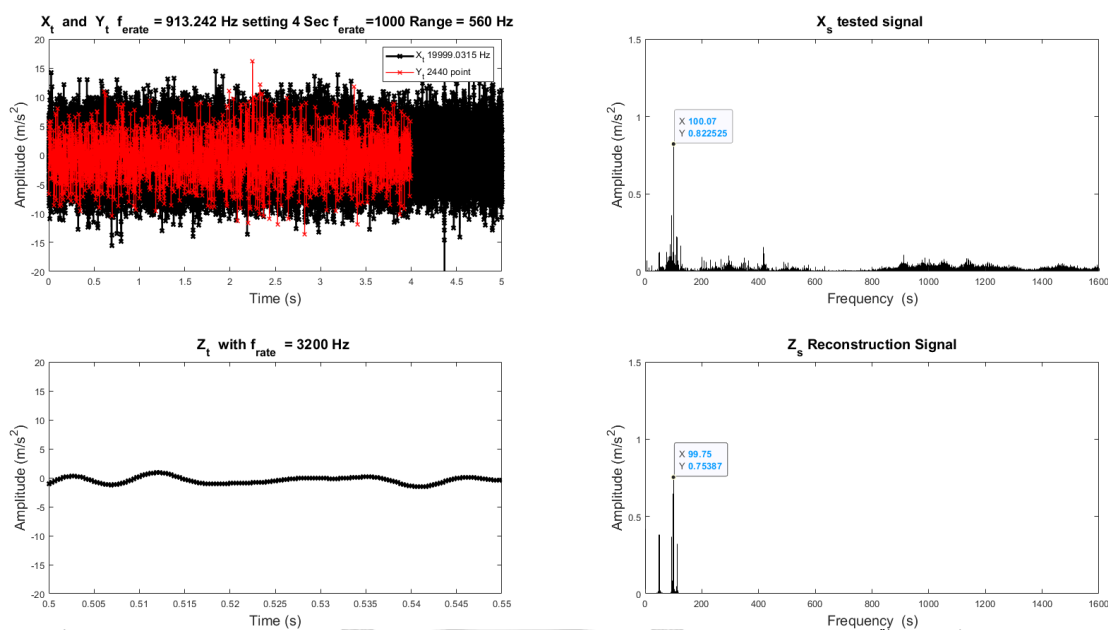 X_t and Y_t f_erate = 913.242 Hz setting 4 Sec f_erate =1000 Range = 560 Hz
Amplitude (m/s^2)
20
15
10
5
0
-5
-10
-15
-20
X_t 19999.0315 Hz
Y_t 2440 point
0 0.5 1 1.5 2 2.5 3 3.5 4 4.5 5
Time (s)
X_s tested signal
Amplitude (m/s^2)
1.5
1
0.5
0
X 100.07
Y 0.822525
0 200 400 600 800 1000 1200 1400 1600
Frequency (s)
Z_t with f_rate = 3200 Hz
Amplitude (m/s^2)
20
15
10
5
0
-5
-10
-15
-20
0.5 0.505 0.51 0.515 0.52 0.525 0.53 0.535 0.54 0.545 0.55
Time (s)
Z_s Reconstruction Signal
Amplitude (m/s^2)
1.5
1
0.5
0
X 99.75
Y 0.75387
0 200 400 600 800 1000 1200 1400 1600
Frequency (s)